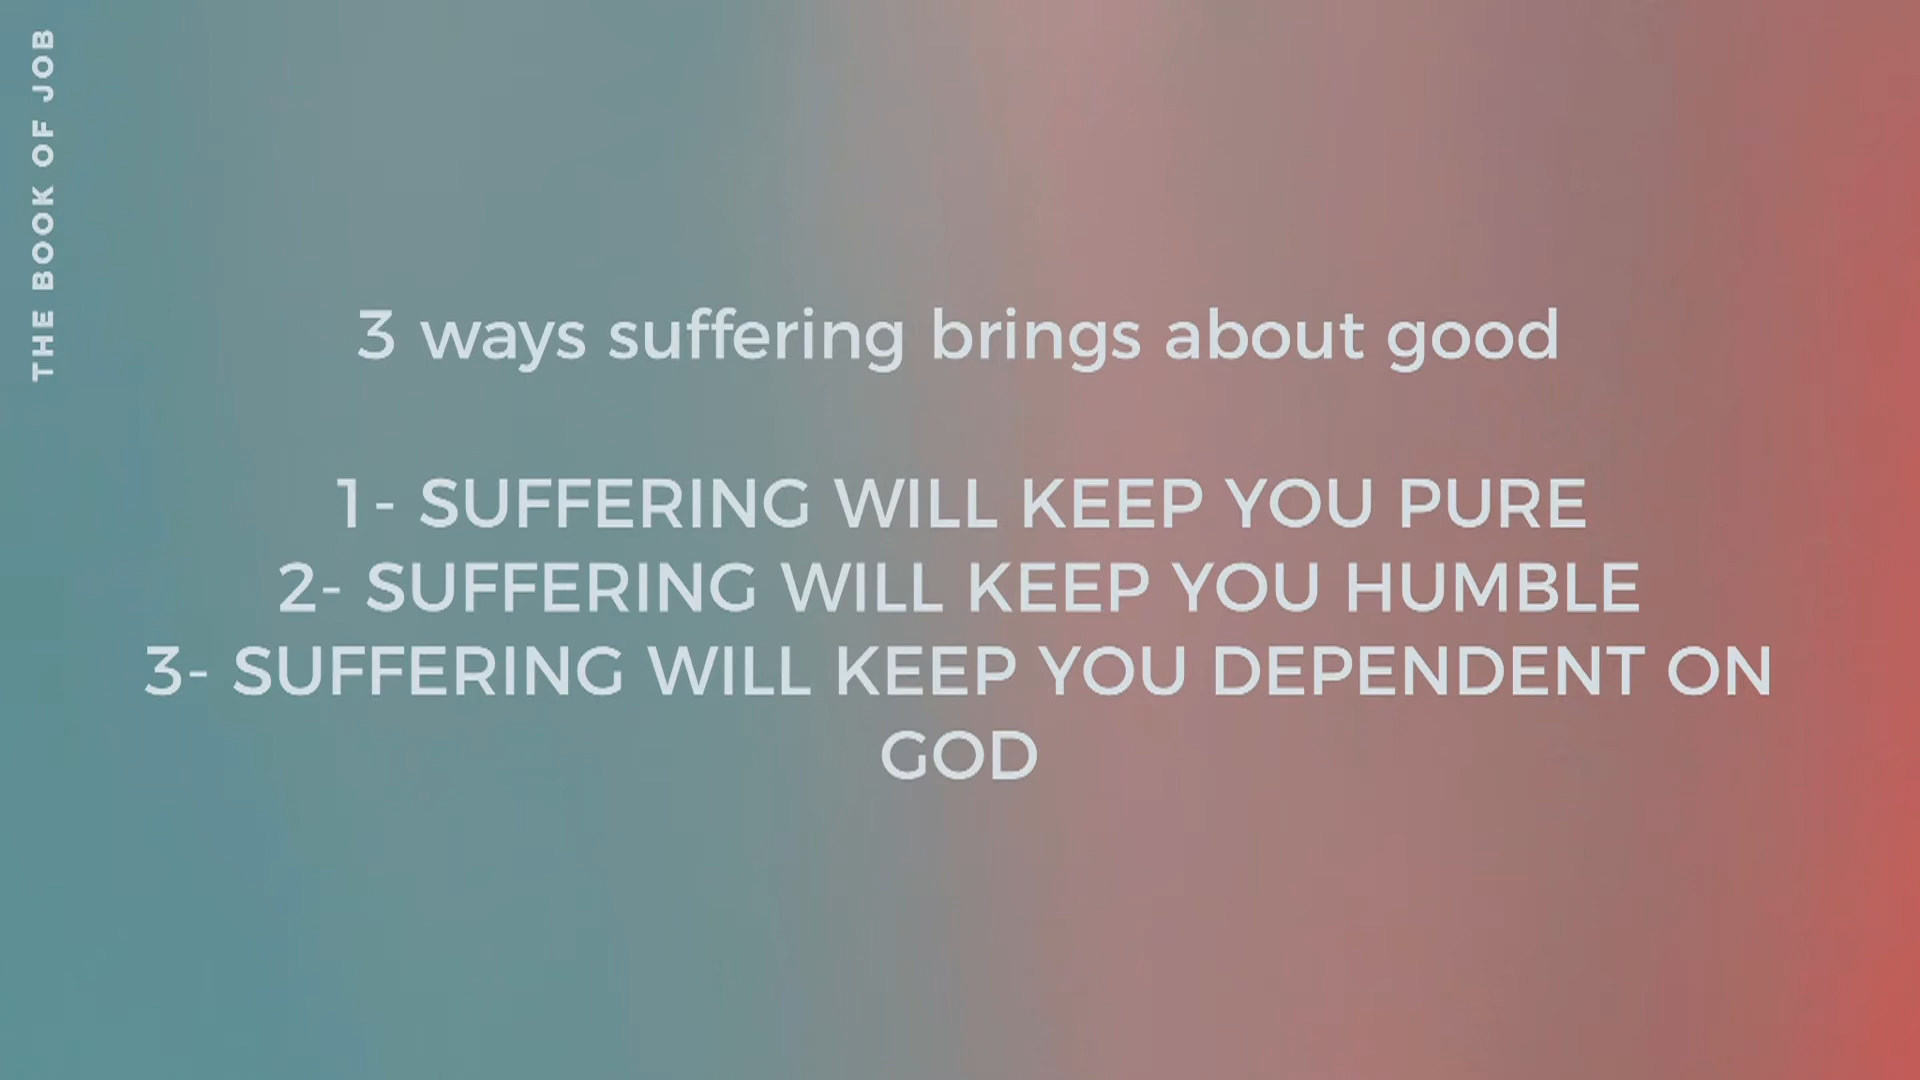 THE BOOK OF JOB
3 ways suffering brings about good
1- SUFFERING WILL KEEP YOU PURE
2- SUFFERING WILL KEEP YOU HUMBLE
3- SUFFERING WILL KEEP YOU DEPENDENT ON
GOD